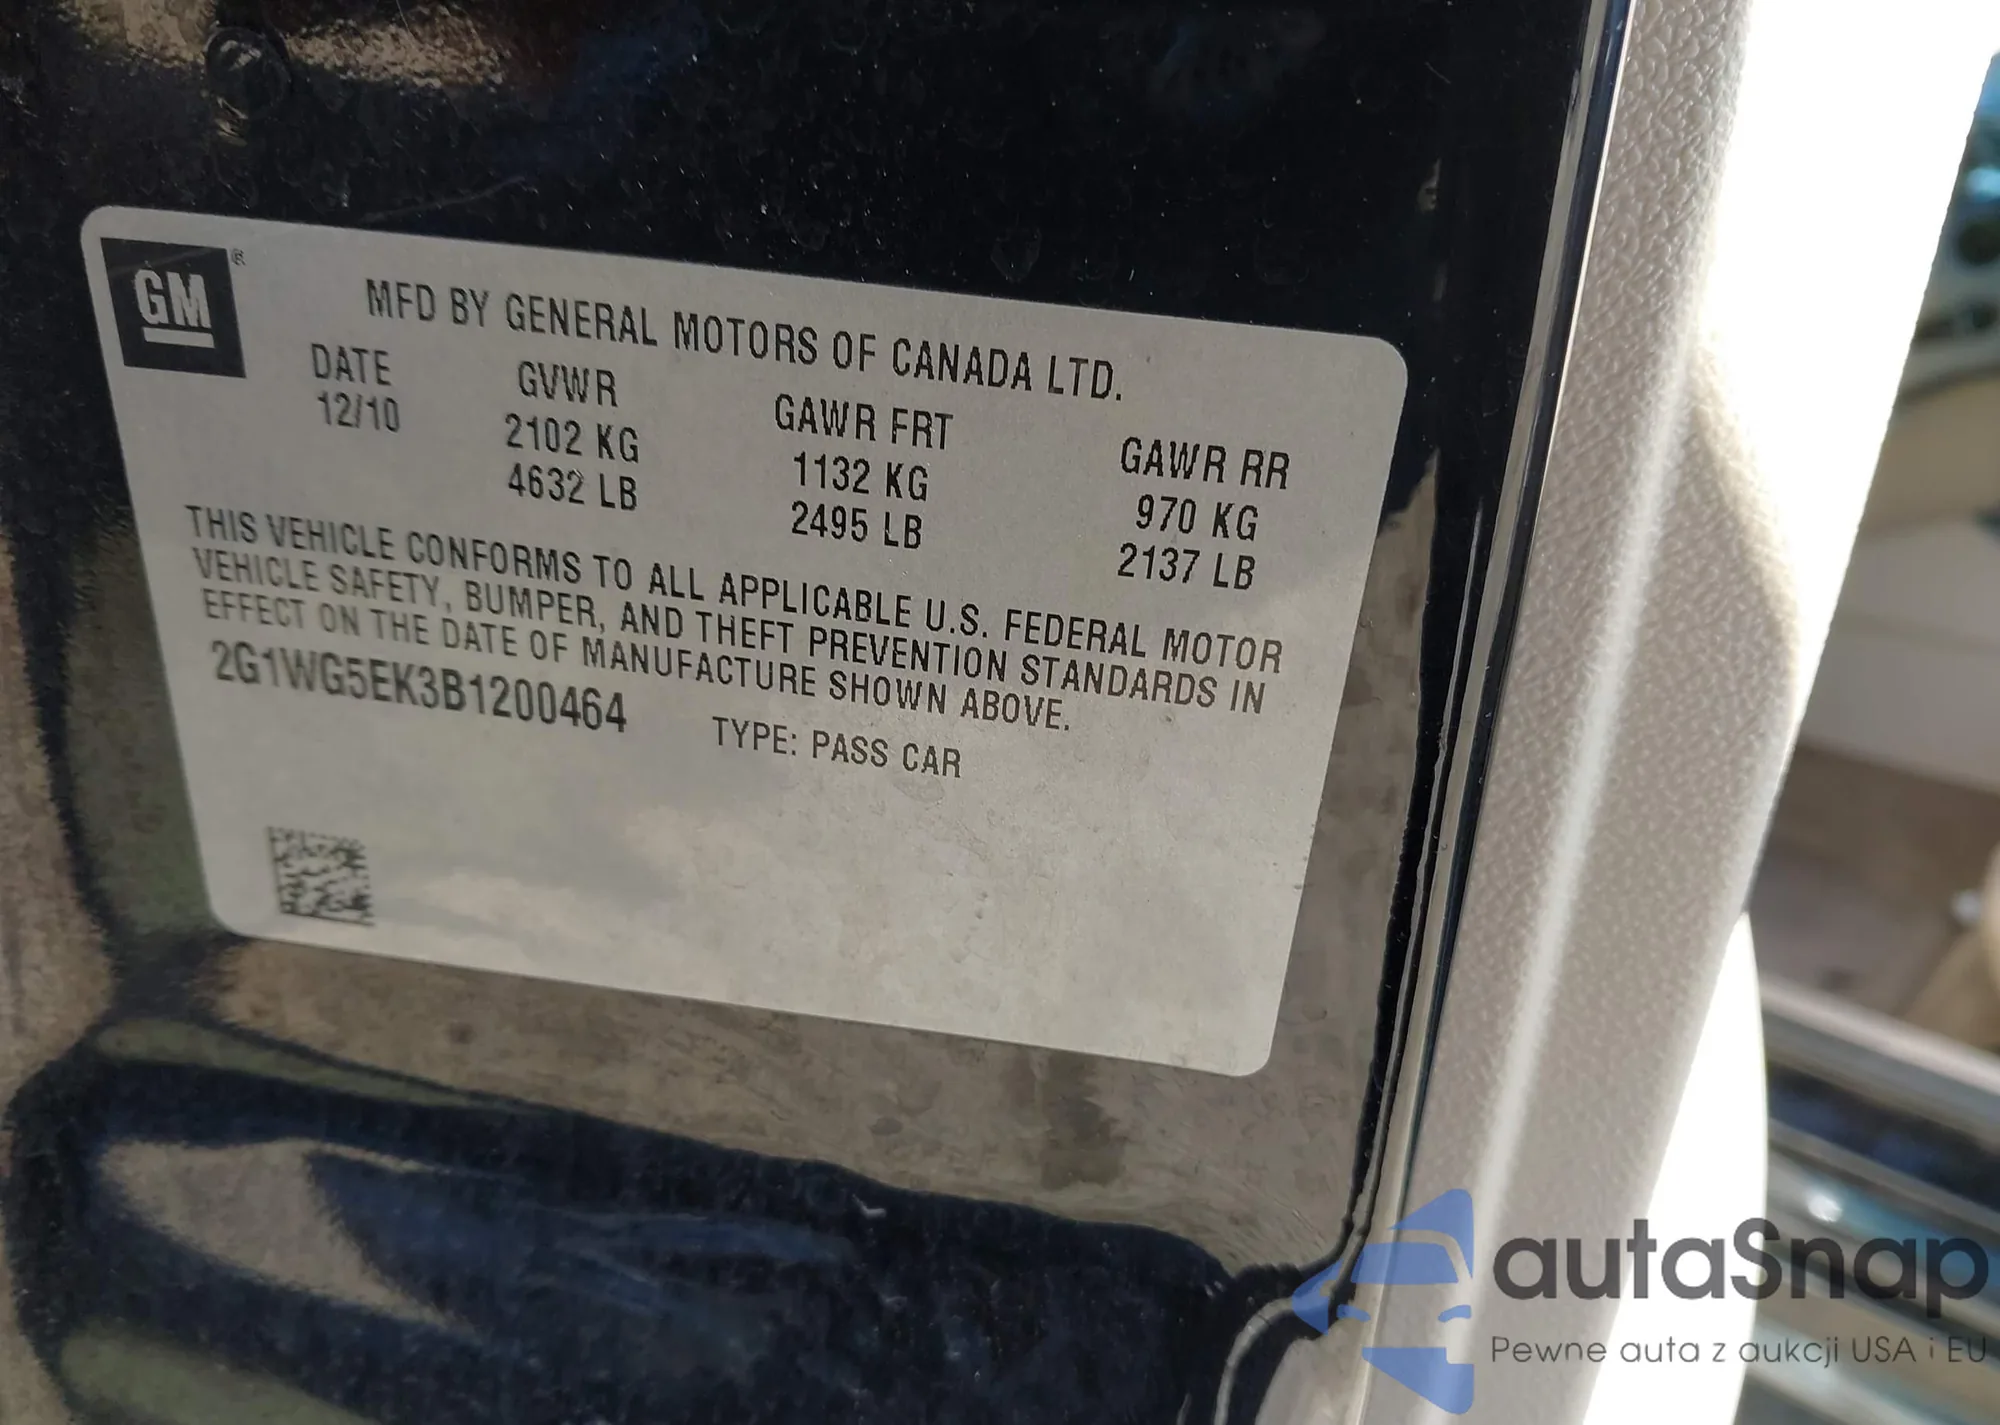 GM ®
MFD BY GENERAL MOTORS OF CANADA LTD.
DATE GVWR GAWR FRT GAWR RR
12/10 2102 KG 1132 KG 970 KG
4632 LB 2495 LB 2137 LB
THIS VEHICLE CONFORMS TO ALL APPLICABLE U.S. FEDERAL MOTOR
VEHICLE SAFETY, BUMPER, AND THEFT PREVENTION STANDARDS IN
EFFECT ON THE DATE OF MANUFACTURE SHOWN ABOVE.
2G1WG5EK3B1200464 TYPE: PASS CAR
autaSnap
Pewne auta z aukcji USA i EU